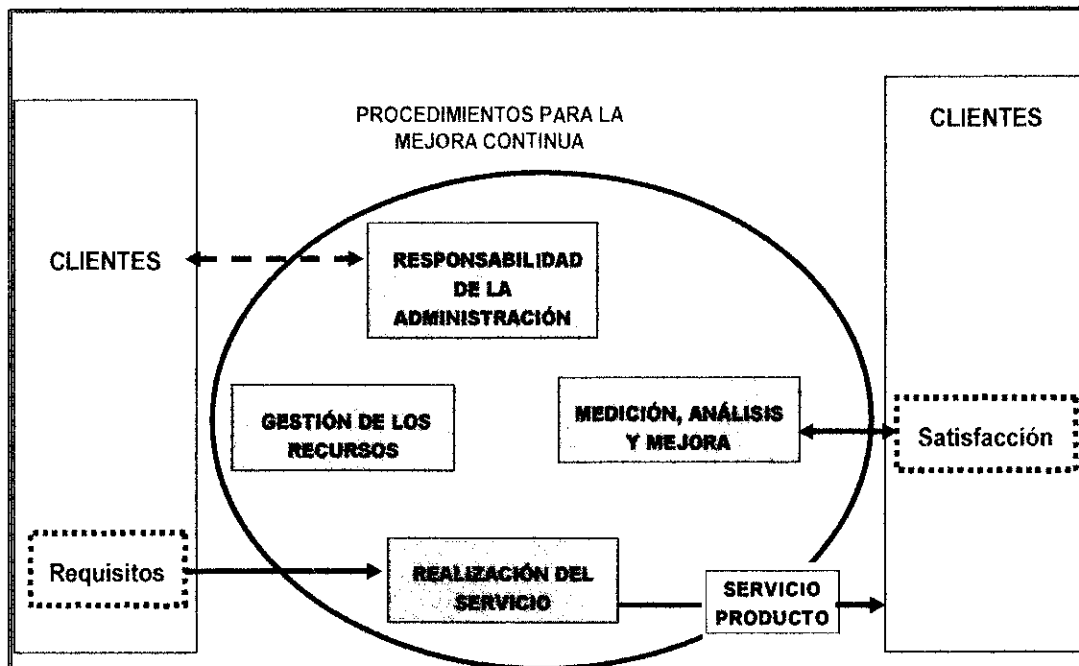 PROCEDIMIENTOS PARA LA
MEJORA CONTINUA
CLIENTES
CLIENTES
RESPONSABILIDAD
DE LA
ADMINISTRACIÓN
GESTIÓN DE LOS
RECURSOS
MEDICIÓN, ANÁLISIS
Y MEJORA
Satisfacción
Requisitos
REALIZACIÓN DEL
SERVICIO
SERVICIO
PRODUCTO